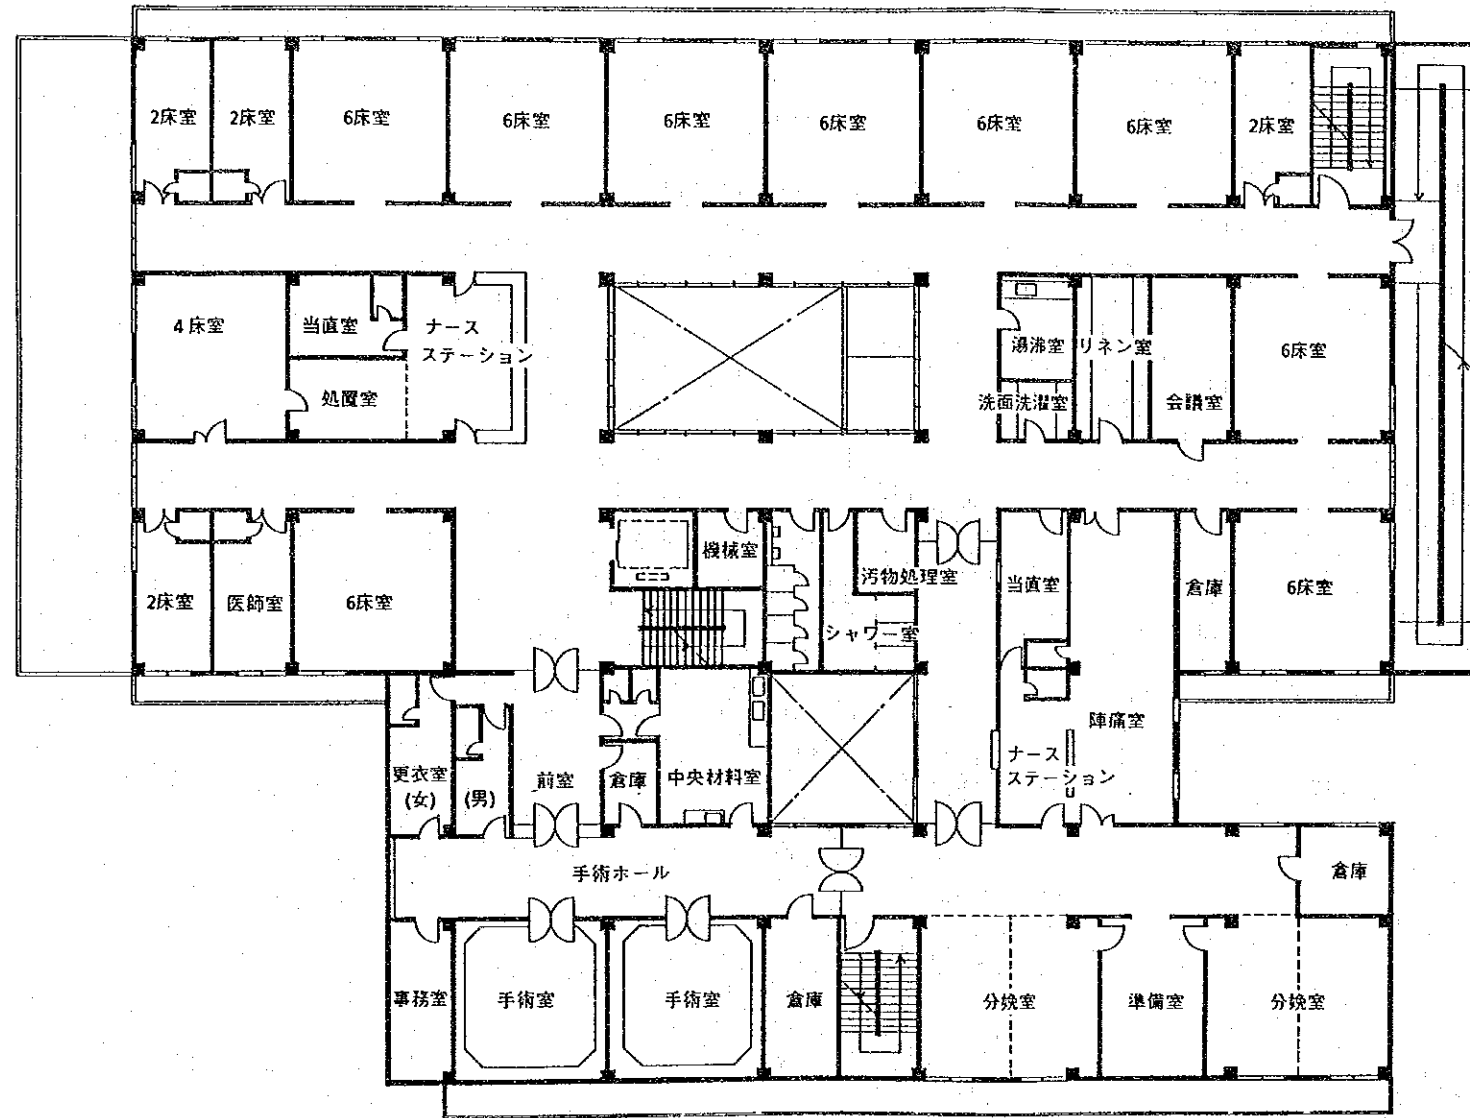 2床室
2床室
6床室
6床室
6床室
6床室
6床室
6床室
2床室
4床室
当直室
ナース
ステーション
処置室
湯沸室
リネン室
洗面洗濯室
会議室
6床室
2床室
医師室
6床室
機械室
汚物処理室
シャワー室
当直室
倉庫
6床室
更衣室
(女)
(男)
前室
倉庫
中央材料室
ナース
ステーション
陣痛室
手術ホール
倉庫
事務室
手術室
手術室
倉庫
分娩室
準備室
分娩室